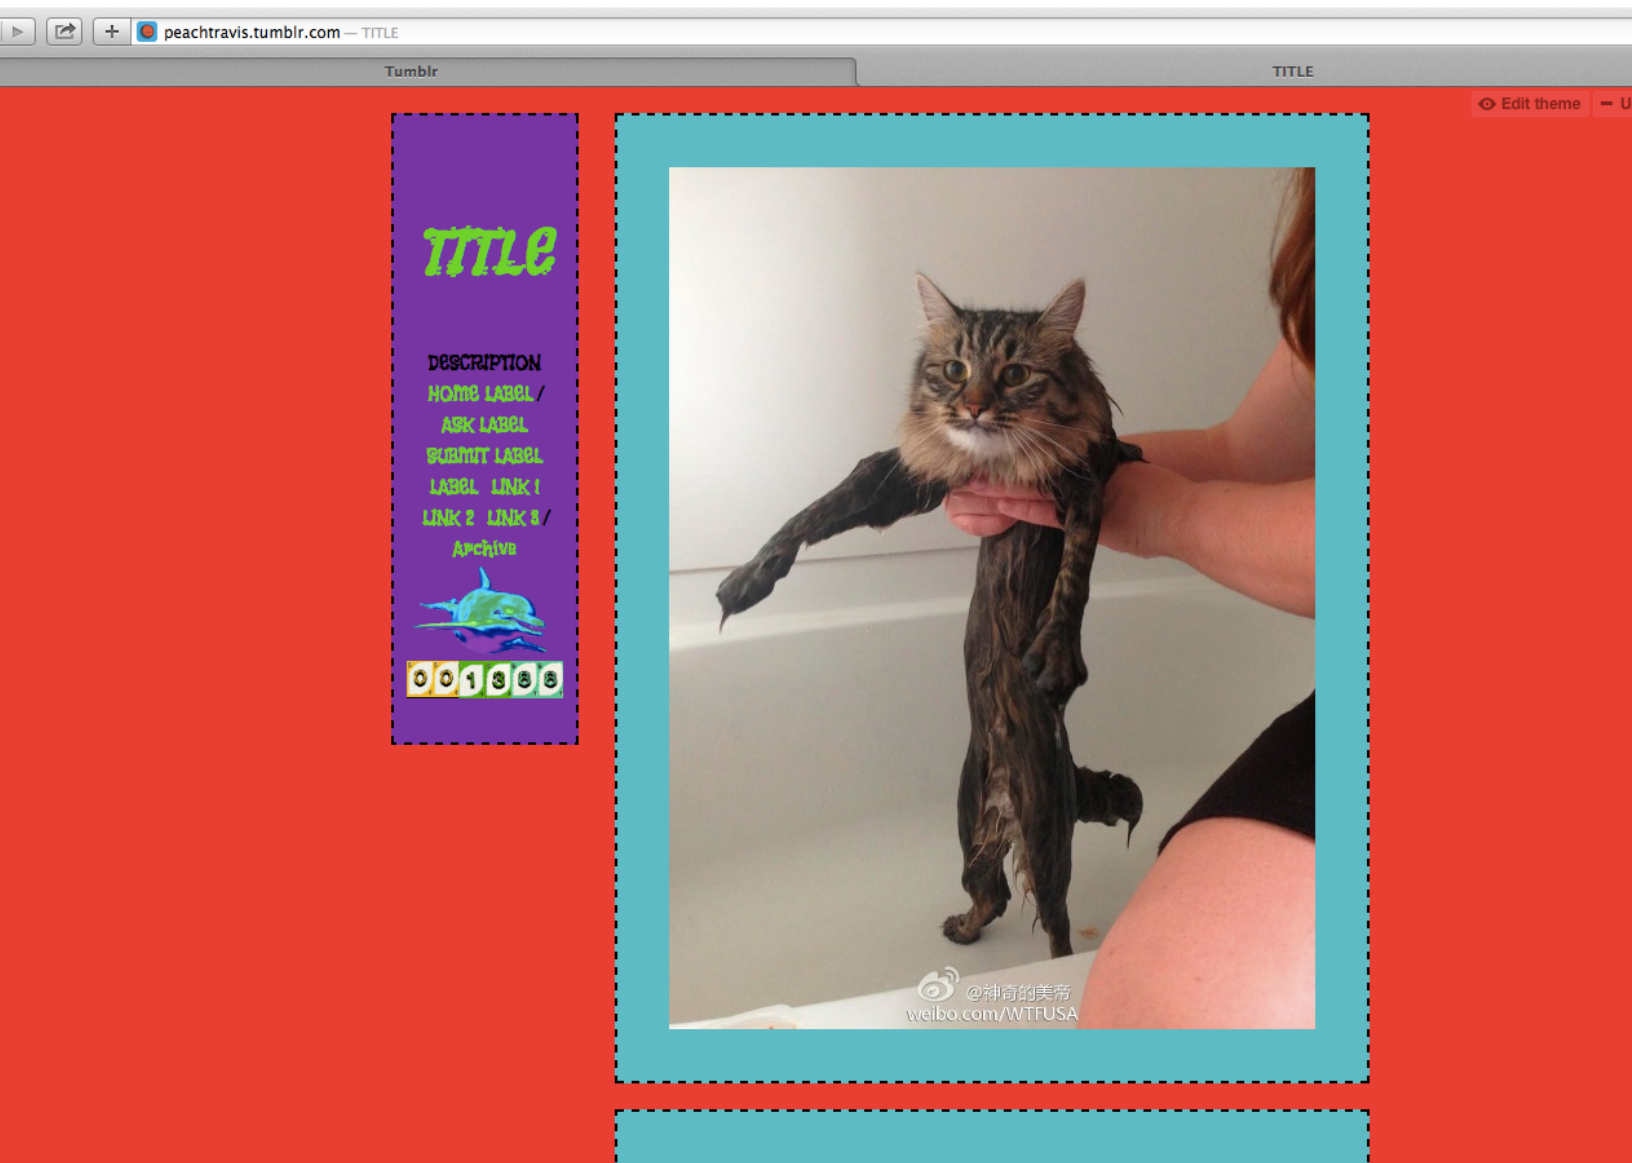 peachtravis.tumblr.com — TITLE
Tumblr
TITLE
Edit theme
TITLE
DESCRIPTION
HOME LABEL /
ASK LABEL
SUBMIT LABEL
LABEL LINK 1
LINK 2 LINK 3 /
Archive
001388
@神奇的美帝
weibo.com/WTFUSA